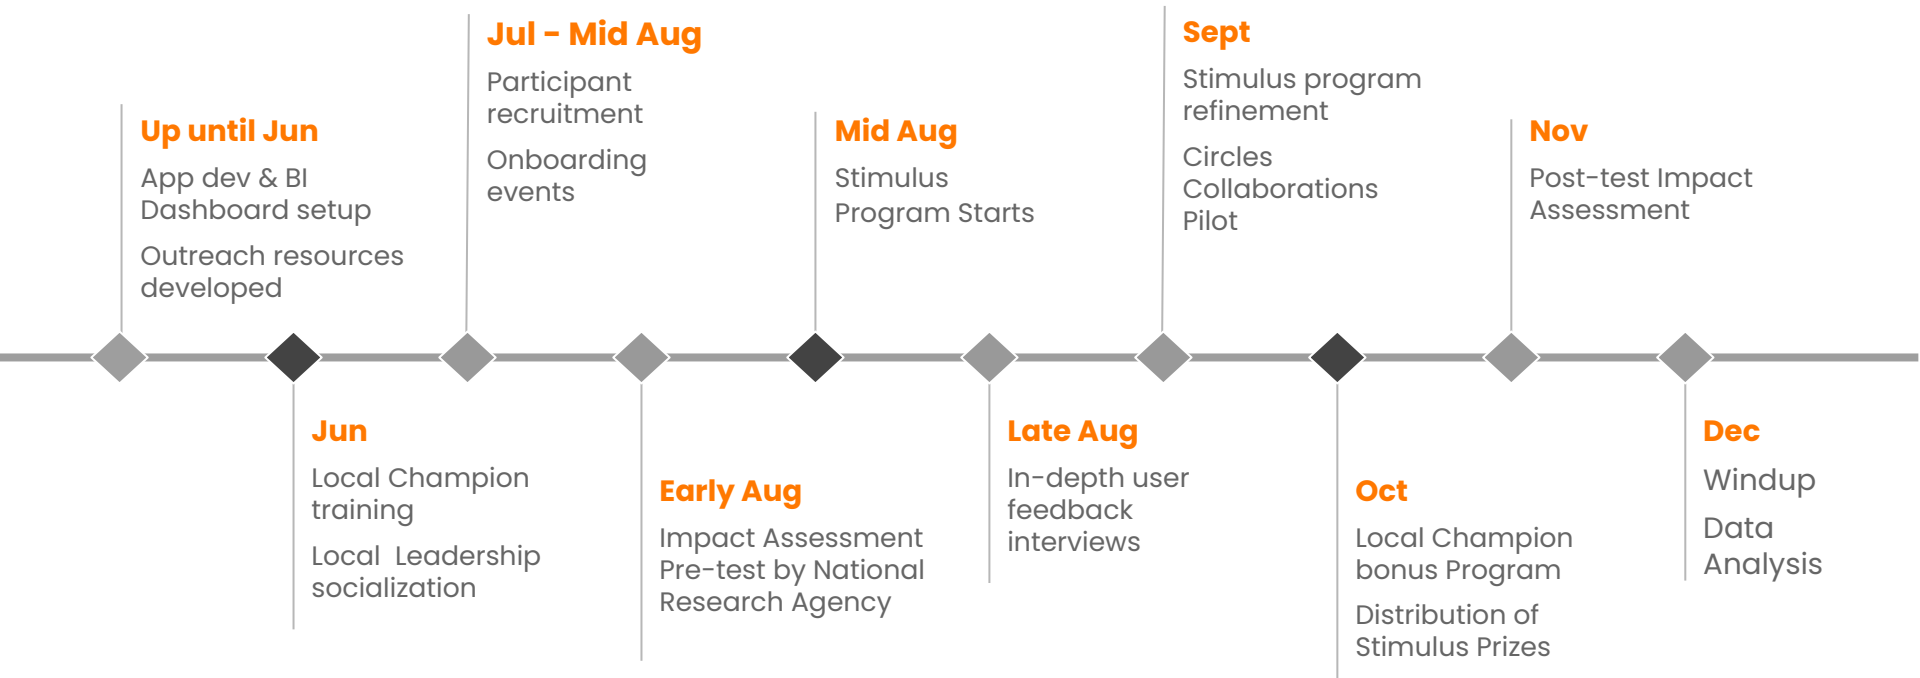 Up until Jun
App dev & BI
Dashboard setup
Outreach resources
developed
Jun
Local Champion
training
Local  Leadership
socialization
Jul - Mid Aug
Participant
recruitment
Onboarding
events
Early Aug
Impact Assessment
Pre-test by National
Research Agency
Mid Aug
Stimulus
Program Starts
Late Aug
In-depth user
feedback
interviews
Sept
Stimulus program
refinement
Circles
Collaborations
Pilot
Oct
Local Champion
bonus Program
Distribution of
Stimulus Prizes
Nov
Post-test Impact
Assessment
Dec
Windup
Data
Analysis